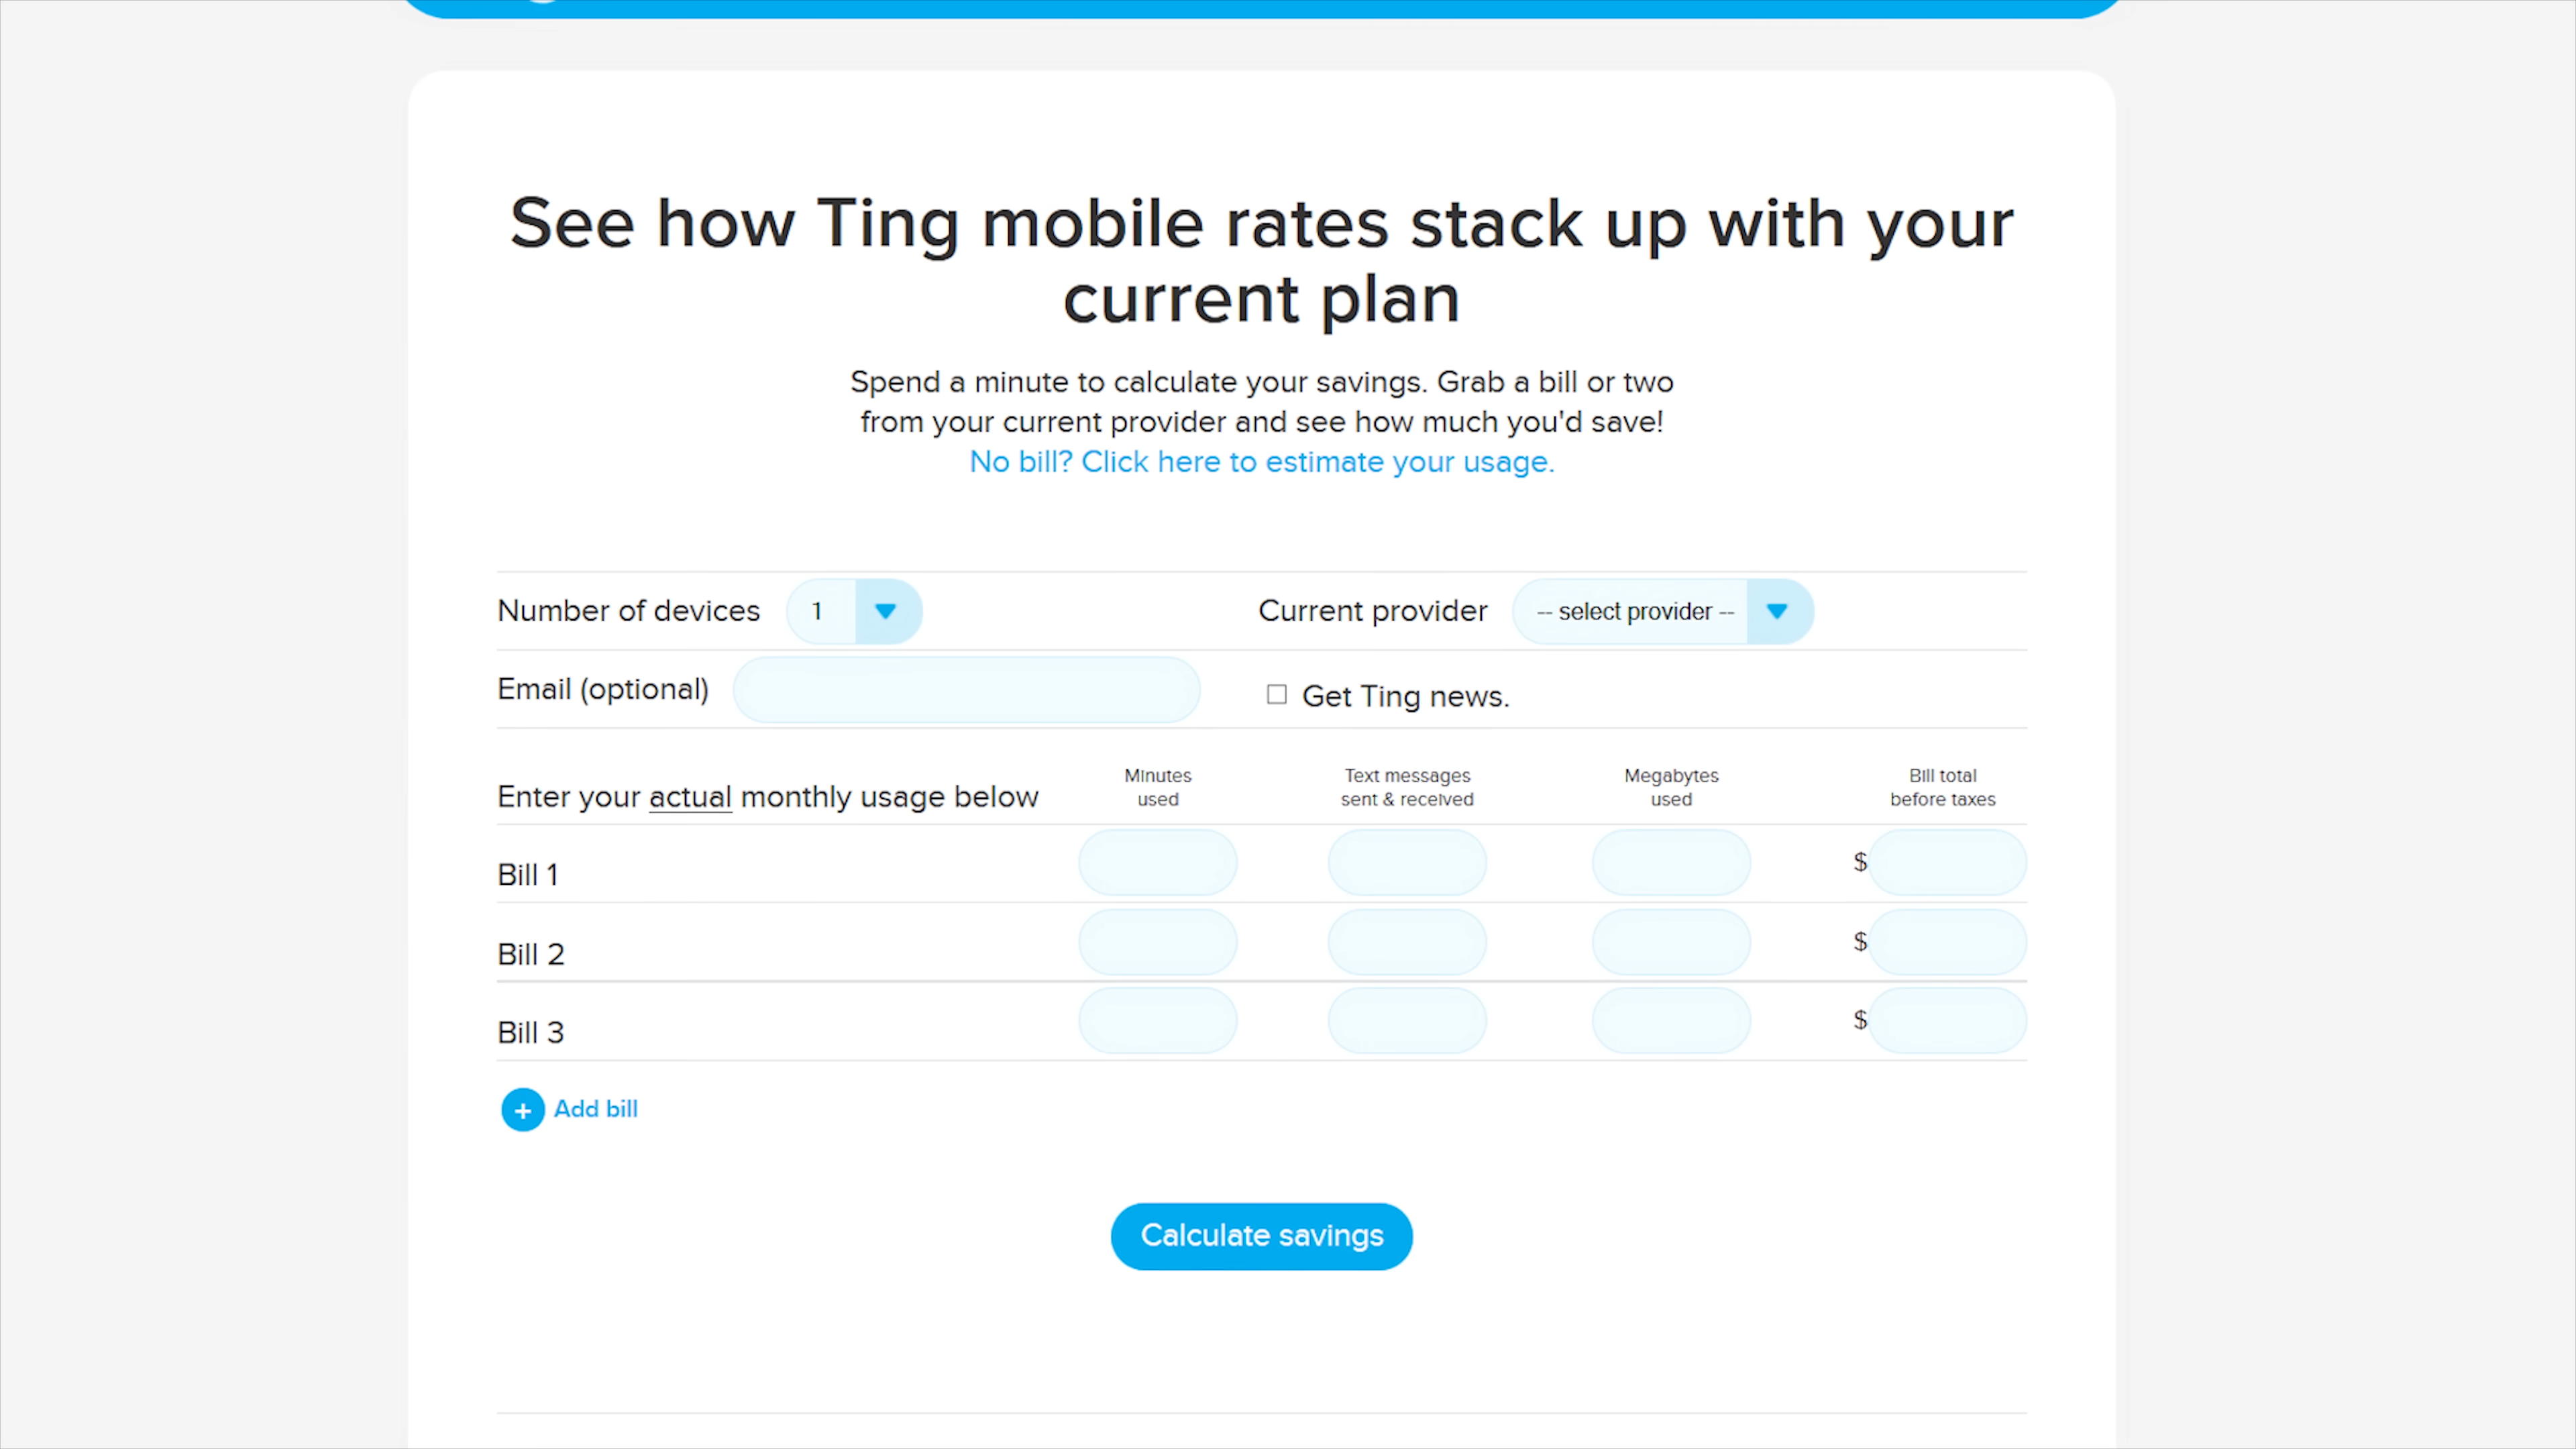 See how Ting mobile rates stack up with your
current plan
Spend a minute to calculate your savings. Grab a bill or two
from your current provider and see how much you'd save!
No bill? Click here to estimate your usage.
Number of devices 1 Current provider -- select provider --
Email (optional) Get Ting news.
Enter your actual monthly usage below
Minutes
used
Text messages
sent & received
Megabytes
used
Bill total
before taxes
Bill 1 $
Bill 2 $
Bill 3 $
+ Add bill
Calculate savings